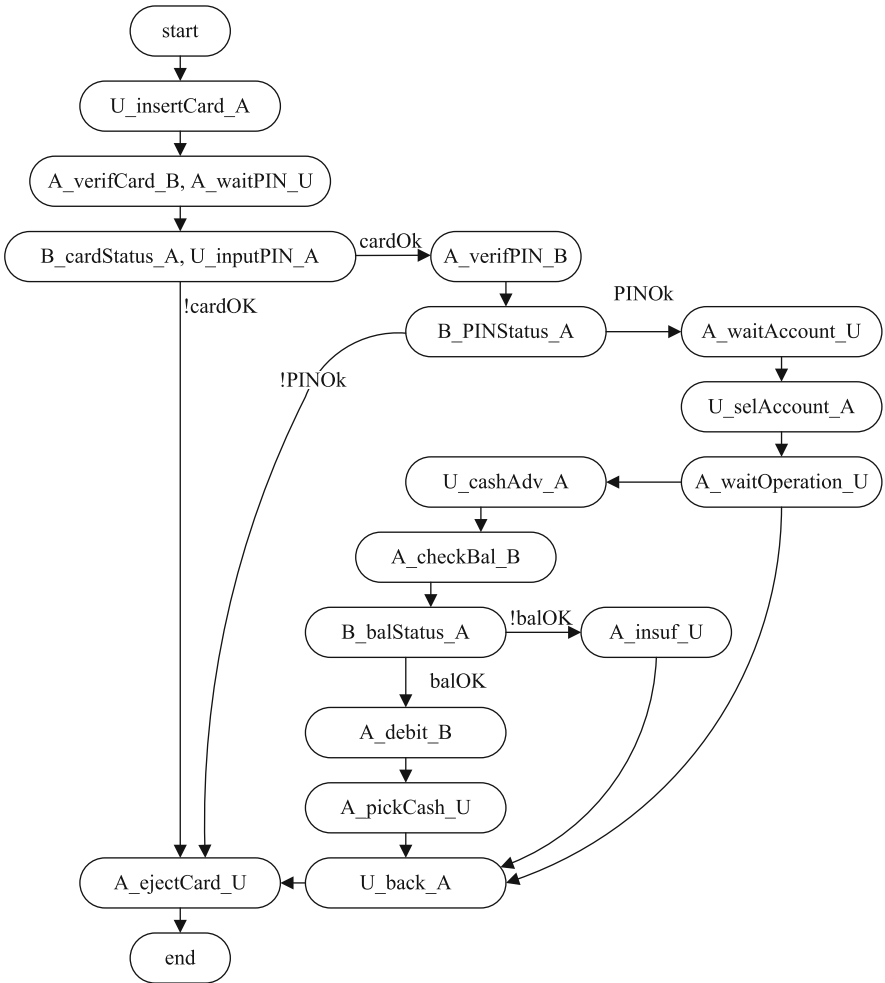 start
U_insertCard_A
A_verifCard_B, A_waitPIN_U
B_cardStatus_A, U_inputPIN_A
cardOk
A_verifPIN_B
!cardOK
B_PINStatus_A
PINOk
A_waitAccount_U
!PINOk
U_selAccount_A
U_cashAdv_A
A_waitOperation_U
A_checkBal_B
B_balStatus_A
!balOK
A_insuf_U
balOK
A_debit_B
A_pickCash_U
A_ejectCard_U
U_back_A
end